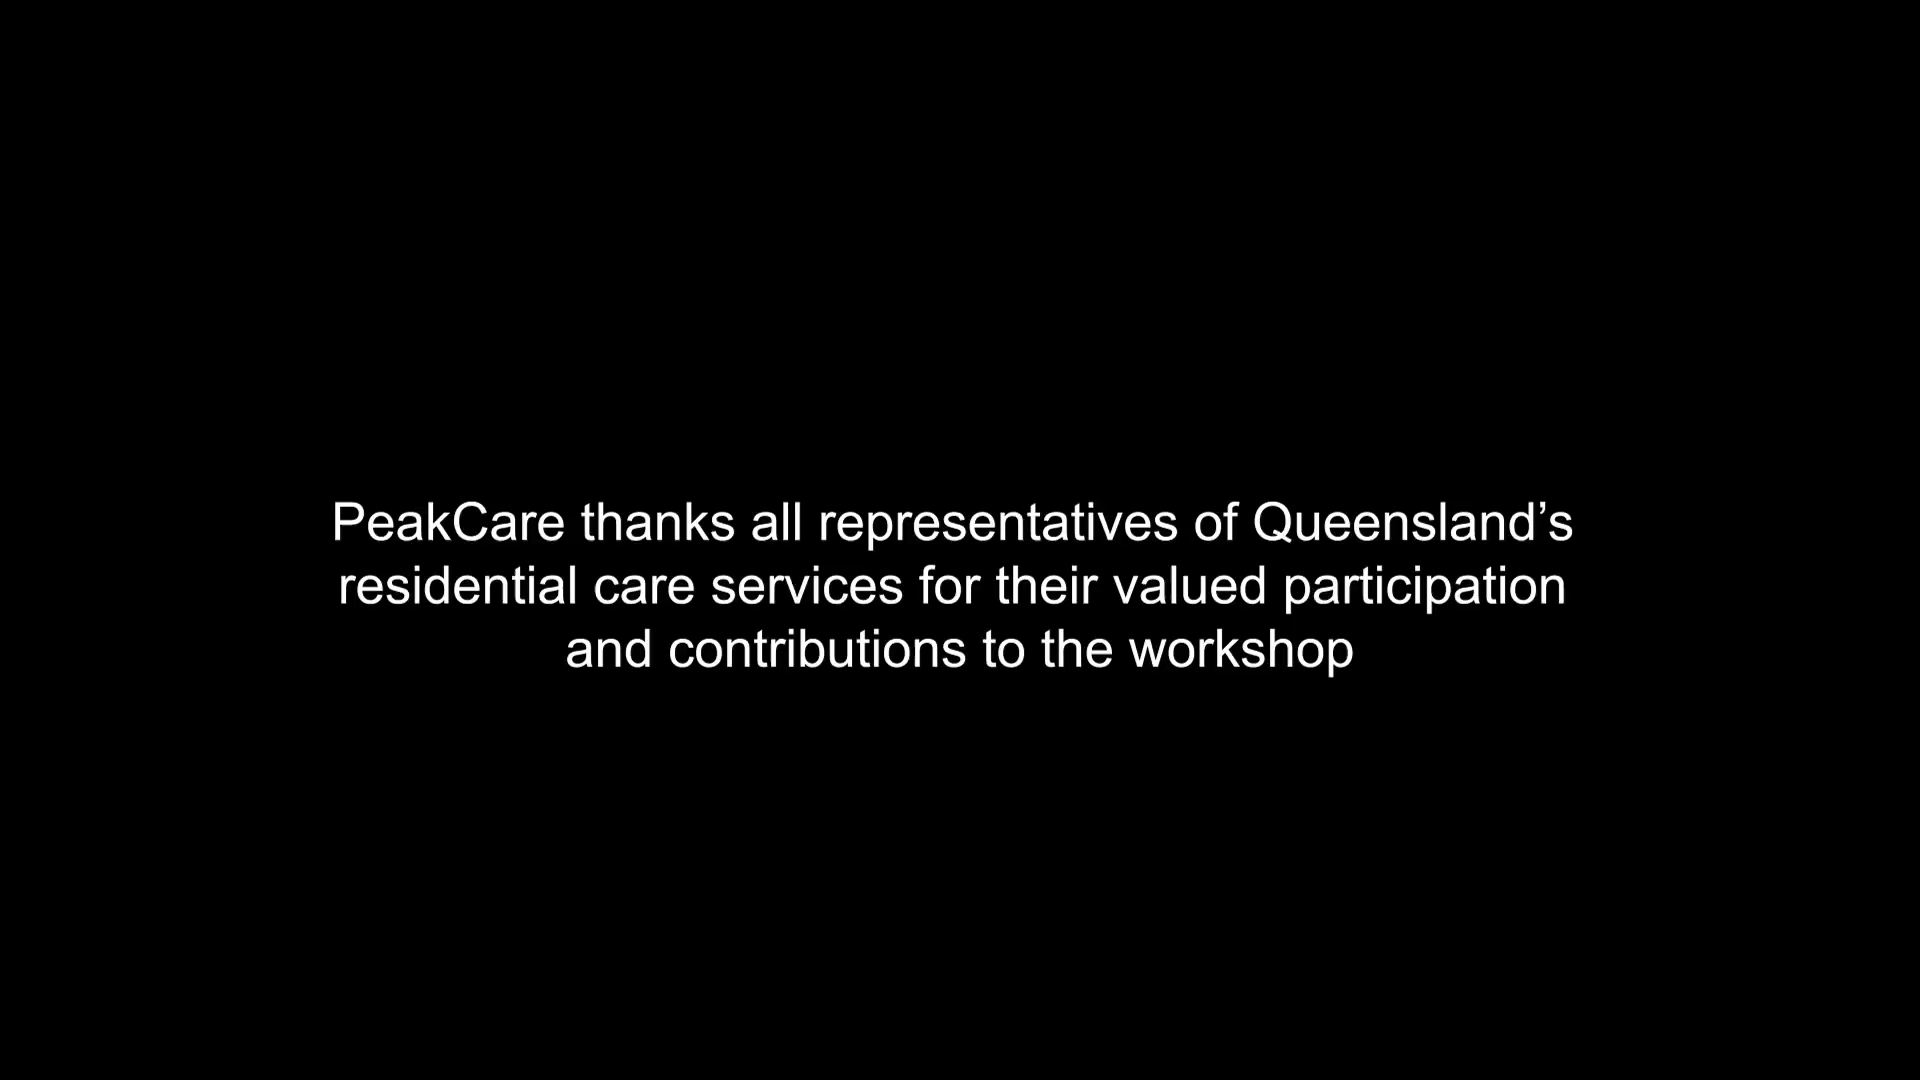 PeakCare thanks all representatives of Queensland’s
residential care services for their valued participation
and contributions to the workshop